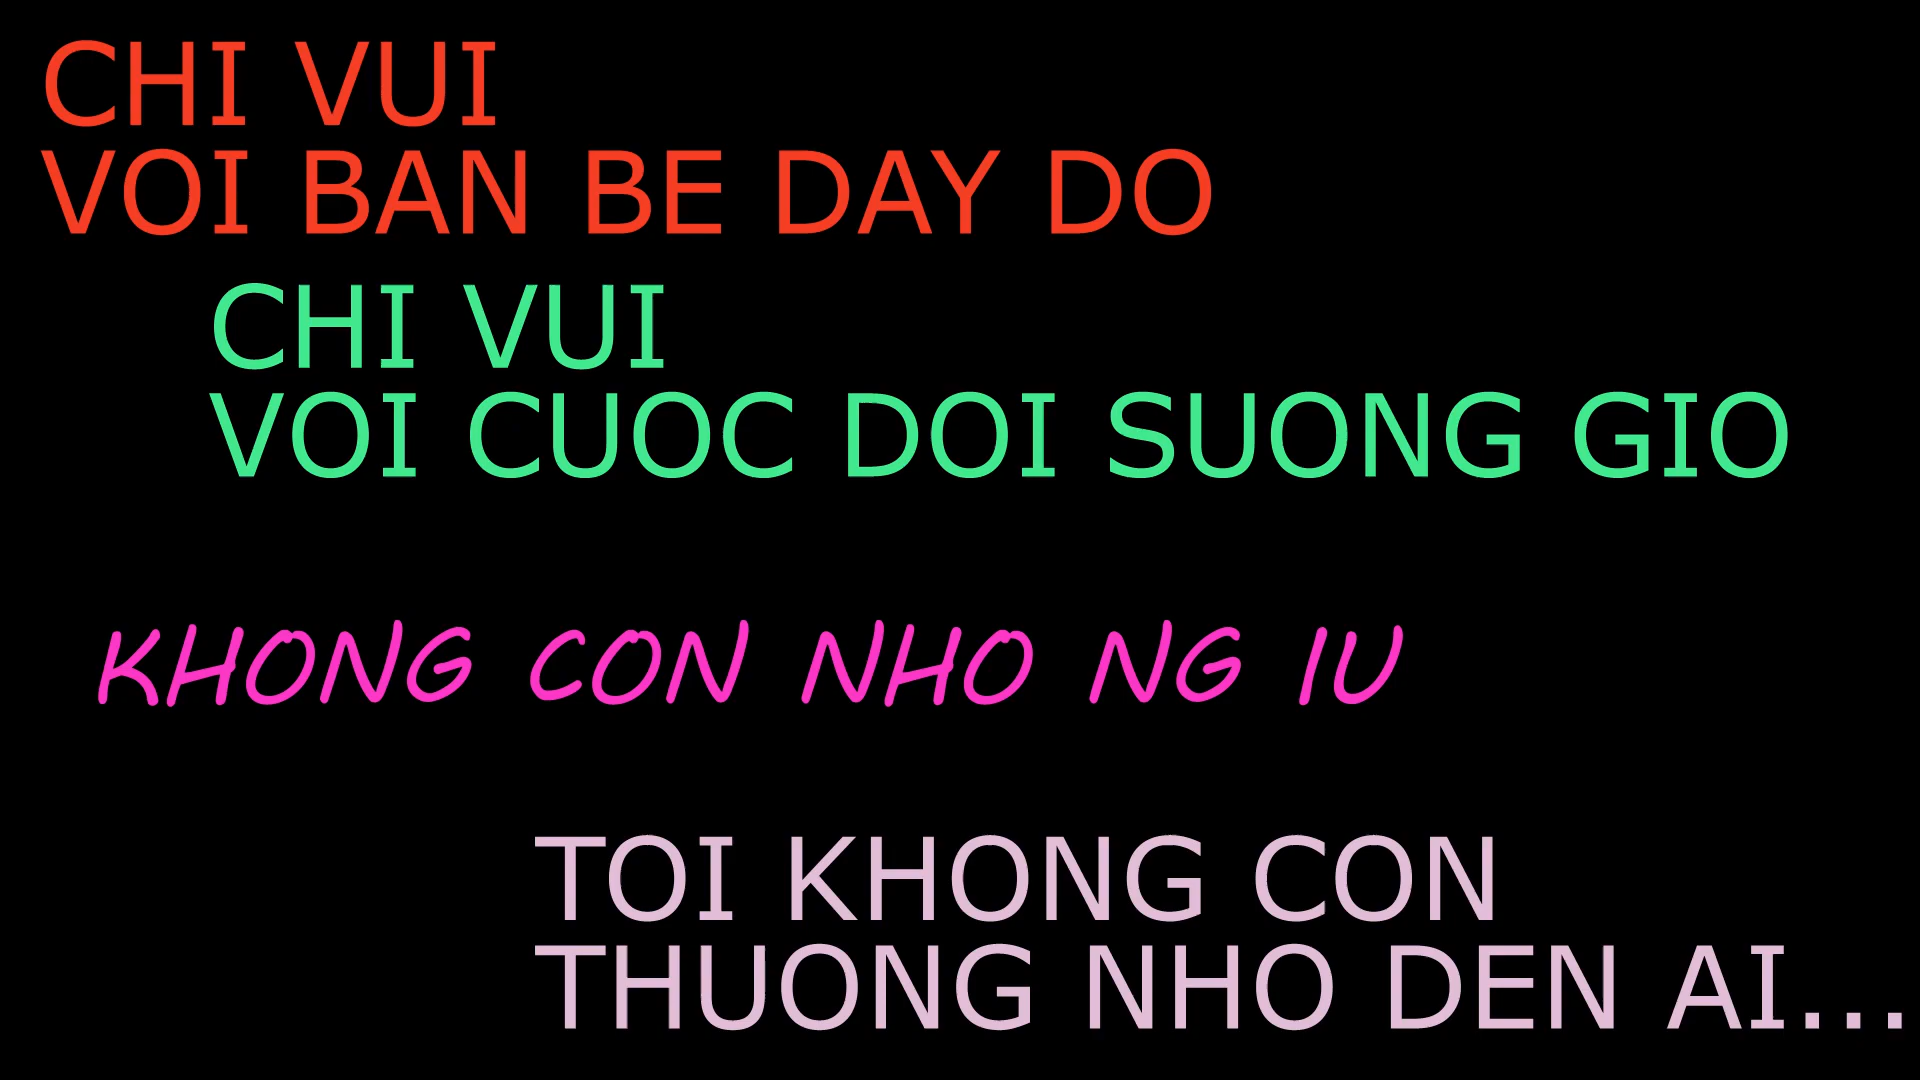 CHI VUI
VOI BAN BE DAY DO
CHI VUI
VOI CUOC DOI SUONG GIO
KHONG CON NHO NG IU
TOI KHONG CON
THUONG NHO DEN AI...